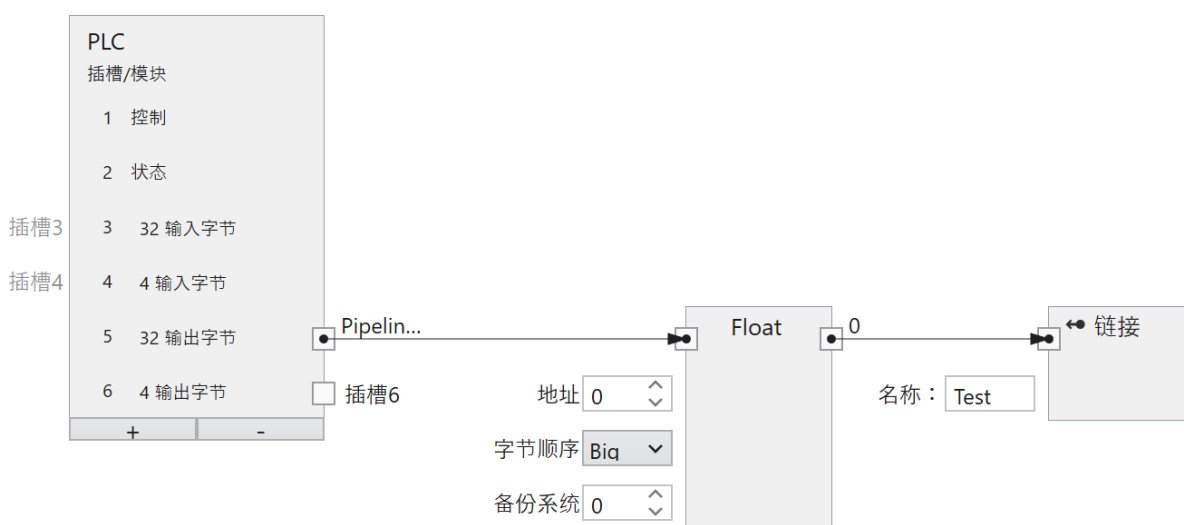 PLC
插槽/模块
1 控制
2 状态
插槽3 3 32 输入字节
插槽4 4 4 输入字节
5 32 输出字节 Pipelin... Float 0 链接
6 4 输出字节 插槽6 地址 0 名称： Test
+ -
字节顺序 Big
备份系统 0